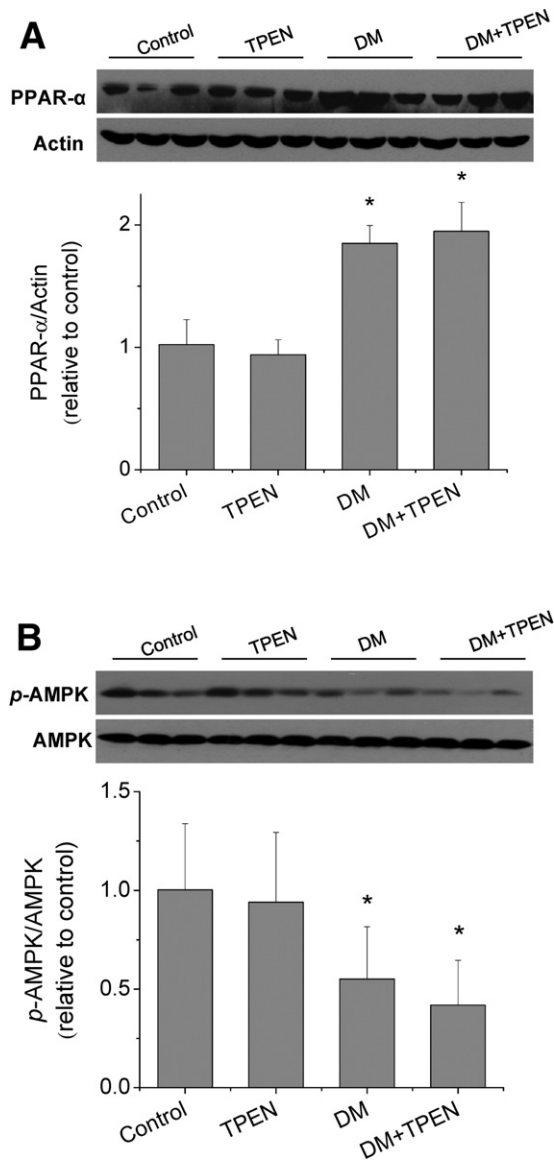 A
Control TPEN DM DM+TPEN
PPAR-α
Actin
PPAR-α/Actin
(relative to control)
2
*
*
1
0
Control TPEN DM DM+TPEN
B
Control TPEN DM DM+TPEN
p-AMPK
AMPK
p-AMPK/AMPK
(relative to control)
1.5
1.0
*
*
0.5
0.0
Control TPEN DM DM+TPEN